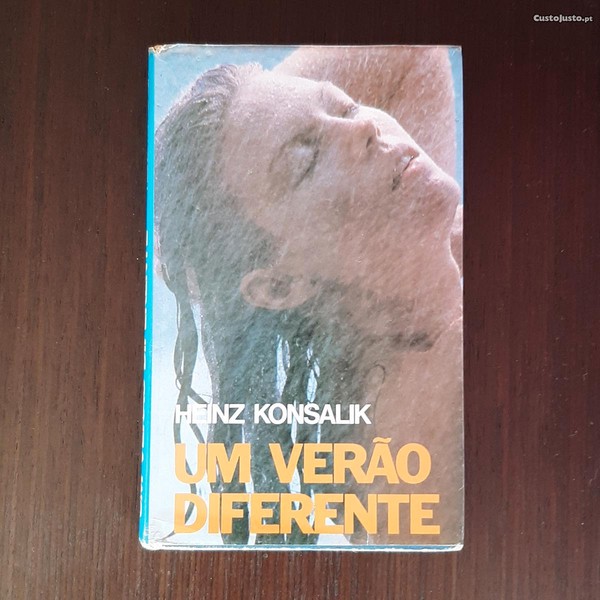 CustoJusto.pt
HEINZ KONSALIK
UM VERÃO
DIFERENTE